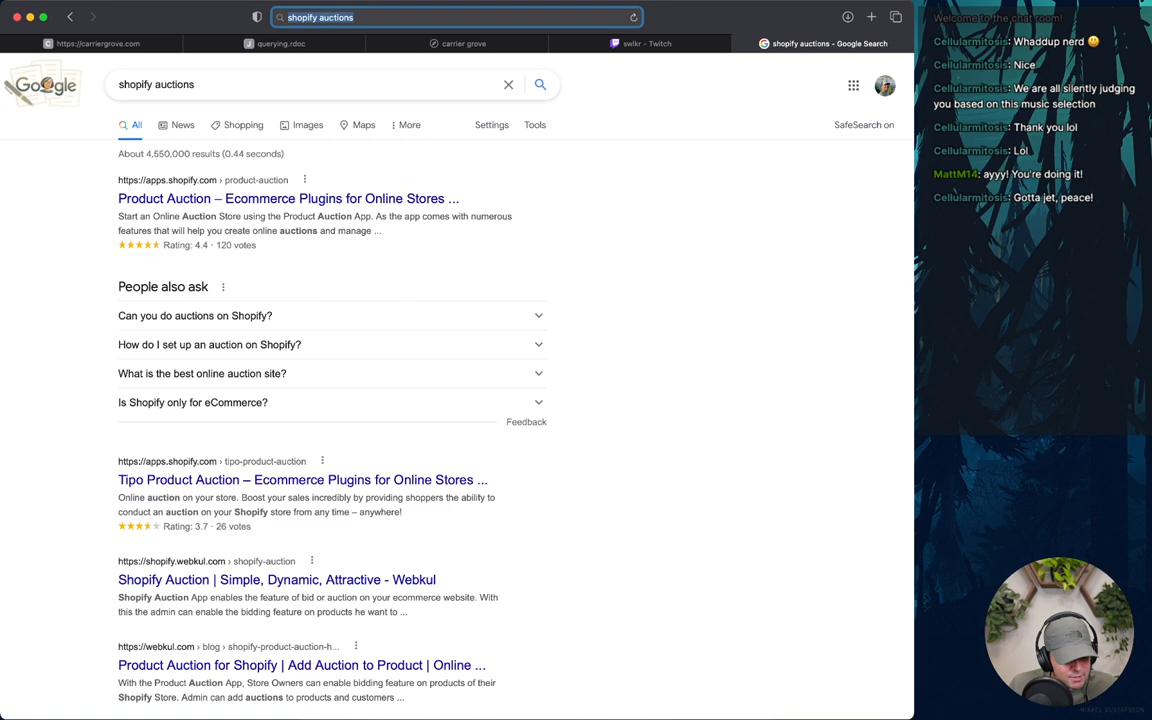 shopify auctions
https://carriergrove.com
querying.rdoc
carrier grove
swlkr - Twitch
shopify auctions - Google Search
Google
shopify auctions
All
News
Shopping
Images
Maps
More
Settings
Tools
SafeSearch on
About 4,550,000 results (0.44 seconds)
https://apps.shopify.com › product-auction
Product Auction – Ecommerce Plugins for Online Stores ...
Start an Online Auction Store using the Product Auction App. As the app comes with numerous
features that will help you create online auctions and manage ...
Rating: 4.4 · 120 votes
People also ask
Can you do auctions on Shopify?
How do I set up an auction on Shopify?
What is the best online auction site?
Is Shopify only for eCommerce?
Feedback
https://apps.shopify.com › tipo-product-auction
Tipo Product Auction – Ecommerce Plugins for Online Stores ...
Online auction on your store. Boost your sales incredibly by providing shoppers the ability to
conduct an auction on your Shopify store from any time – anywhere!
Rating: 3.7 · 26 votes
https://shopify.webkul.com › shopify-auction
Shopify Auction | Simple, Dynamic, Attractive - Webkul
Shopify Auction App enables the feature of bid or auction on your ecommerce website. With
this the admin can enable the bidding feature on products he want to ...
https://webkul.com › blog › shopify-product-auction-h...
Product Auction for Shopify | Add Auction to Product | Online ...
With the Product Auction App, Store Owners can enable bidding feature on products of their
Shopify Store. Admin can add auctions to products and customers ...
Welcome to the chat room!
Cellularmitosis: Whaddup nerd 😃
Cellularmitosis: Nice
Cellularmitosis: We are all silently judging
you based on this music selection
Cellularmitosis: Thank you lol
Cellularmitosis: Lol
MattM14: ayyy! You're doing it!
Cellularmitosis: Gotta jet, peace!
MIKAEL GUSTAFSSON